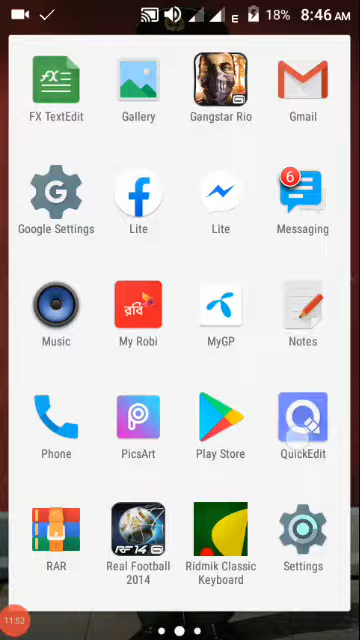 E 18% 8:46 AM
FX FX TextEdit
Gallery
Gangstar Rio
Gmail
G Google Settings
Lite
Lite
6 Messaging
Music
রবি My Robi
MyGP
Notes
Phone
PicsArt
Play Store
QuickEdit
RAR
RF14 Real Football
2014
Ridmik Classic
Keyboard
Settings
11:52